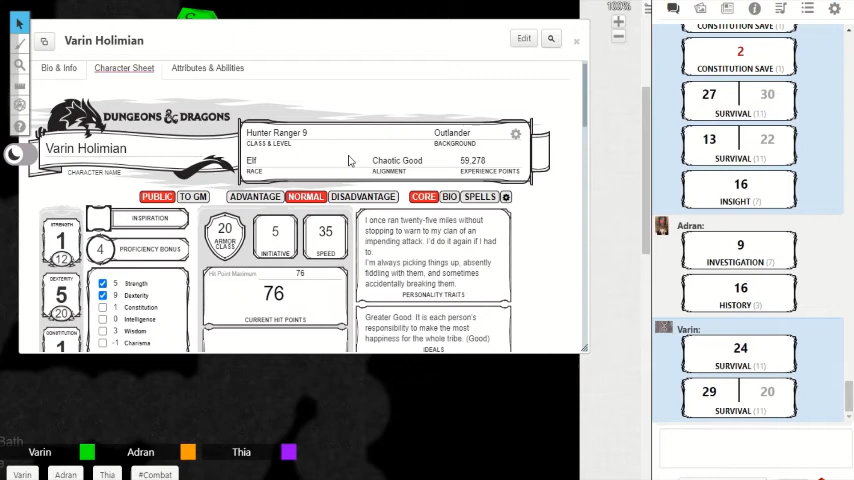 Varin Holimian
Edit
Bio & Info
Character Sheet
Attributes & Abilities
DUNGEONS & DRAGONS
Varin Holimian
CHARACTER NAME
Hunter Ranger 9
CLASS & LEVEL
Outlander
BACKGROUND
Elf
RACE
Chaotic Good
ALIGNMENT
59,278
EXPERIENCE POINTS
PUBLIC TO GM
ADVANTAGE NORMAL DISADVANTAGE
CORE BIO SPELLS
STRENGTH
1
12
DEXTERITY
5
20
CONSTITUTION
1
INSPIRATION
4
PROFICIENCY BONUS
5 Strength
9 Dexterity
1 Constitution
0 Intelligence
3 Wisdom
-1 Charisma
20
ARMOR
CLASS
5
INITIATIVE
35
SPEED
Hit Point Maximum 76
76
CURRENT HIT POINTS
I once ran twenty-five miles without
stopping to warn to my clan of an
impending attack. I'd do it again if I had
to.
I'm always picking things up, absently
fiddling with them, and sometimes
accidentally breaking them.
PERSONALITY TRAITS
Greater Good. It is each person's
responsibility to make the most
happiness for the whole tribe. (Good)
IDEALS
Bath
Varin
Adran
Thia
Varin
Adran
Thia
#Combat
CONSTITUTION SAVE (1)
2
CONSTITUTION SAVE (1)
27 30
SURVIVAL (11)
13 22
SURVIVAL (11)
16
INSIGHT (7)
Adran:
9
INVESTIGATION (7)
16
HISTORY (3)
Varin:
24
SURVIVAL (11)
29 20
SURVIVAL (11)